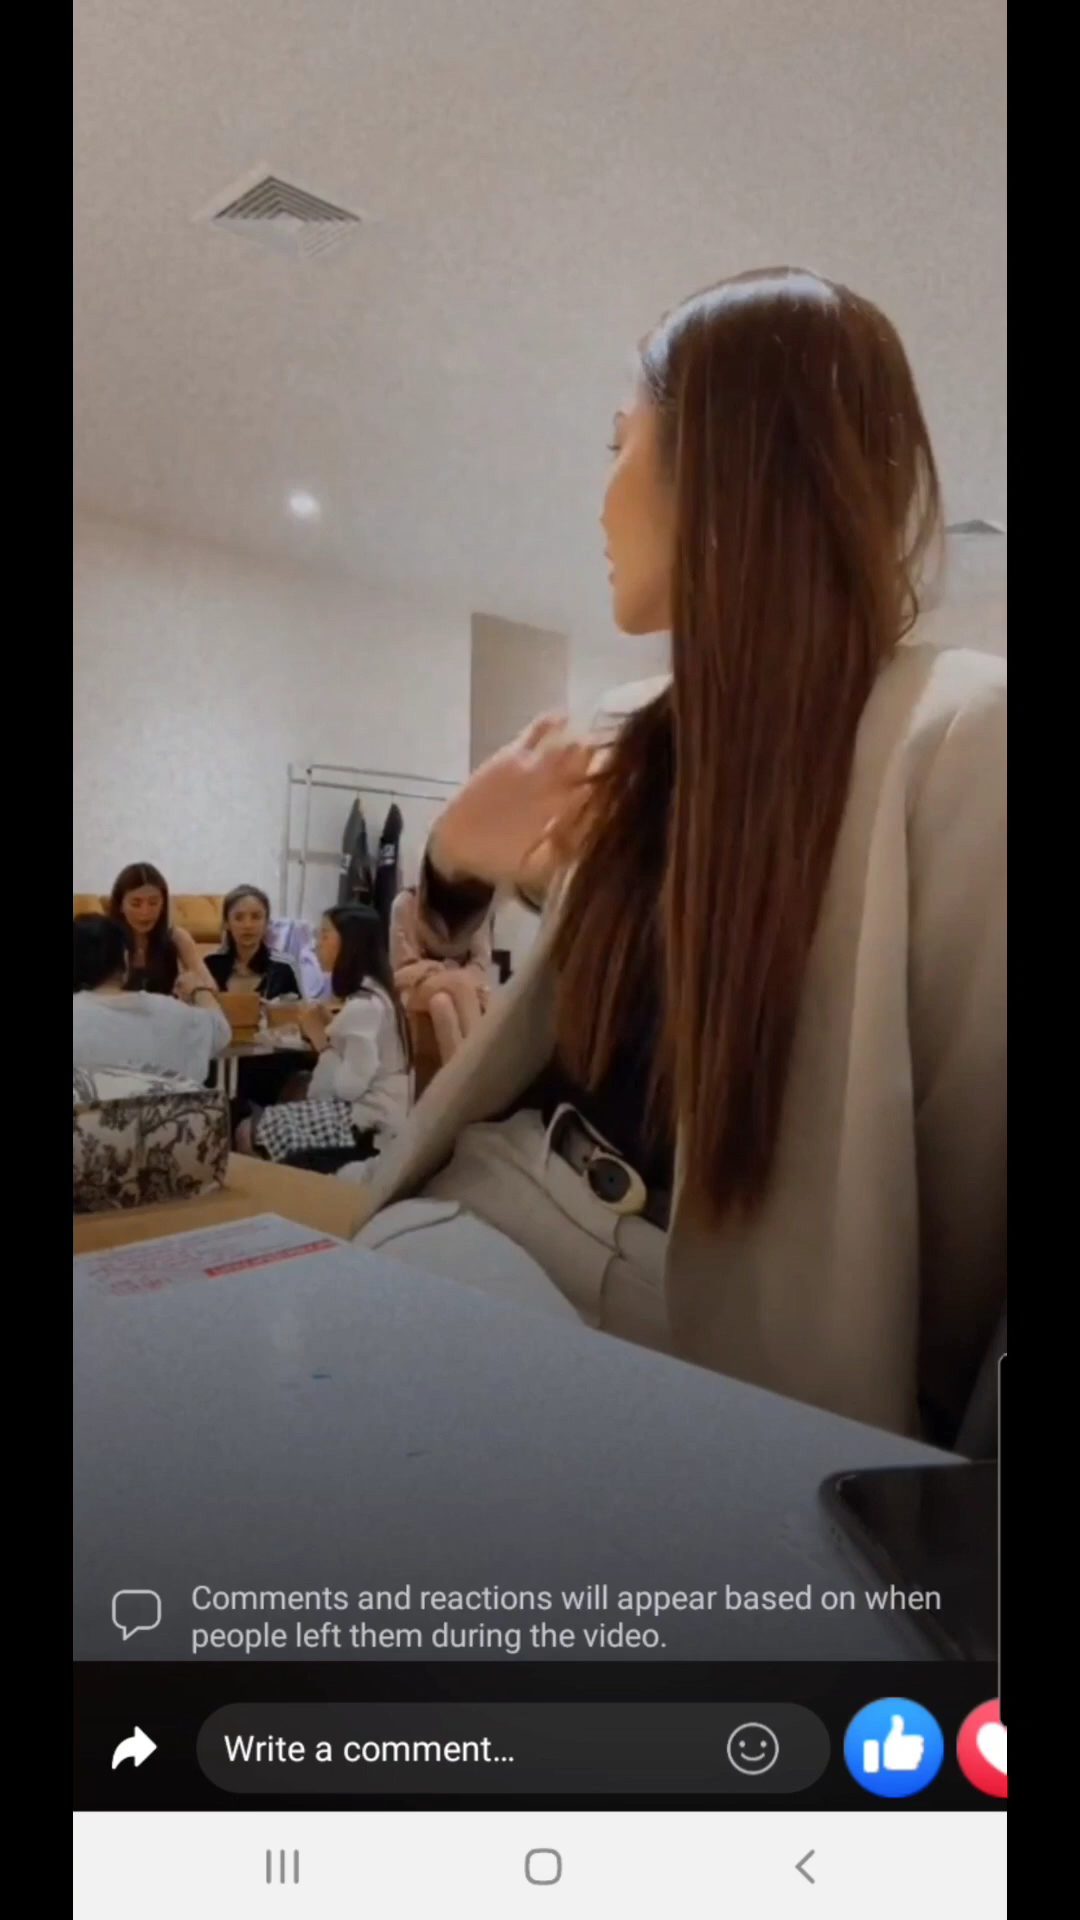 Comments and reactions will appear based on when
people left them during the video.
Write a comment...